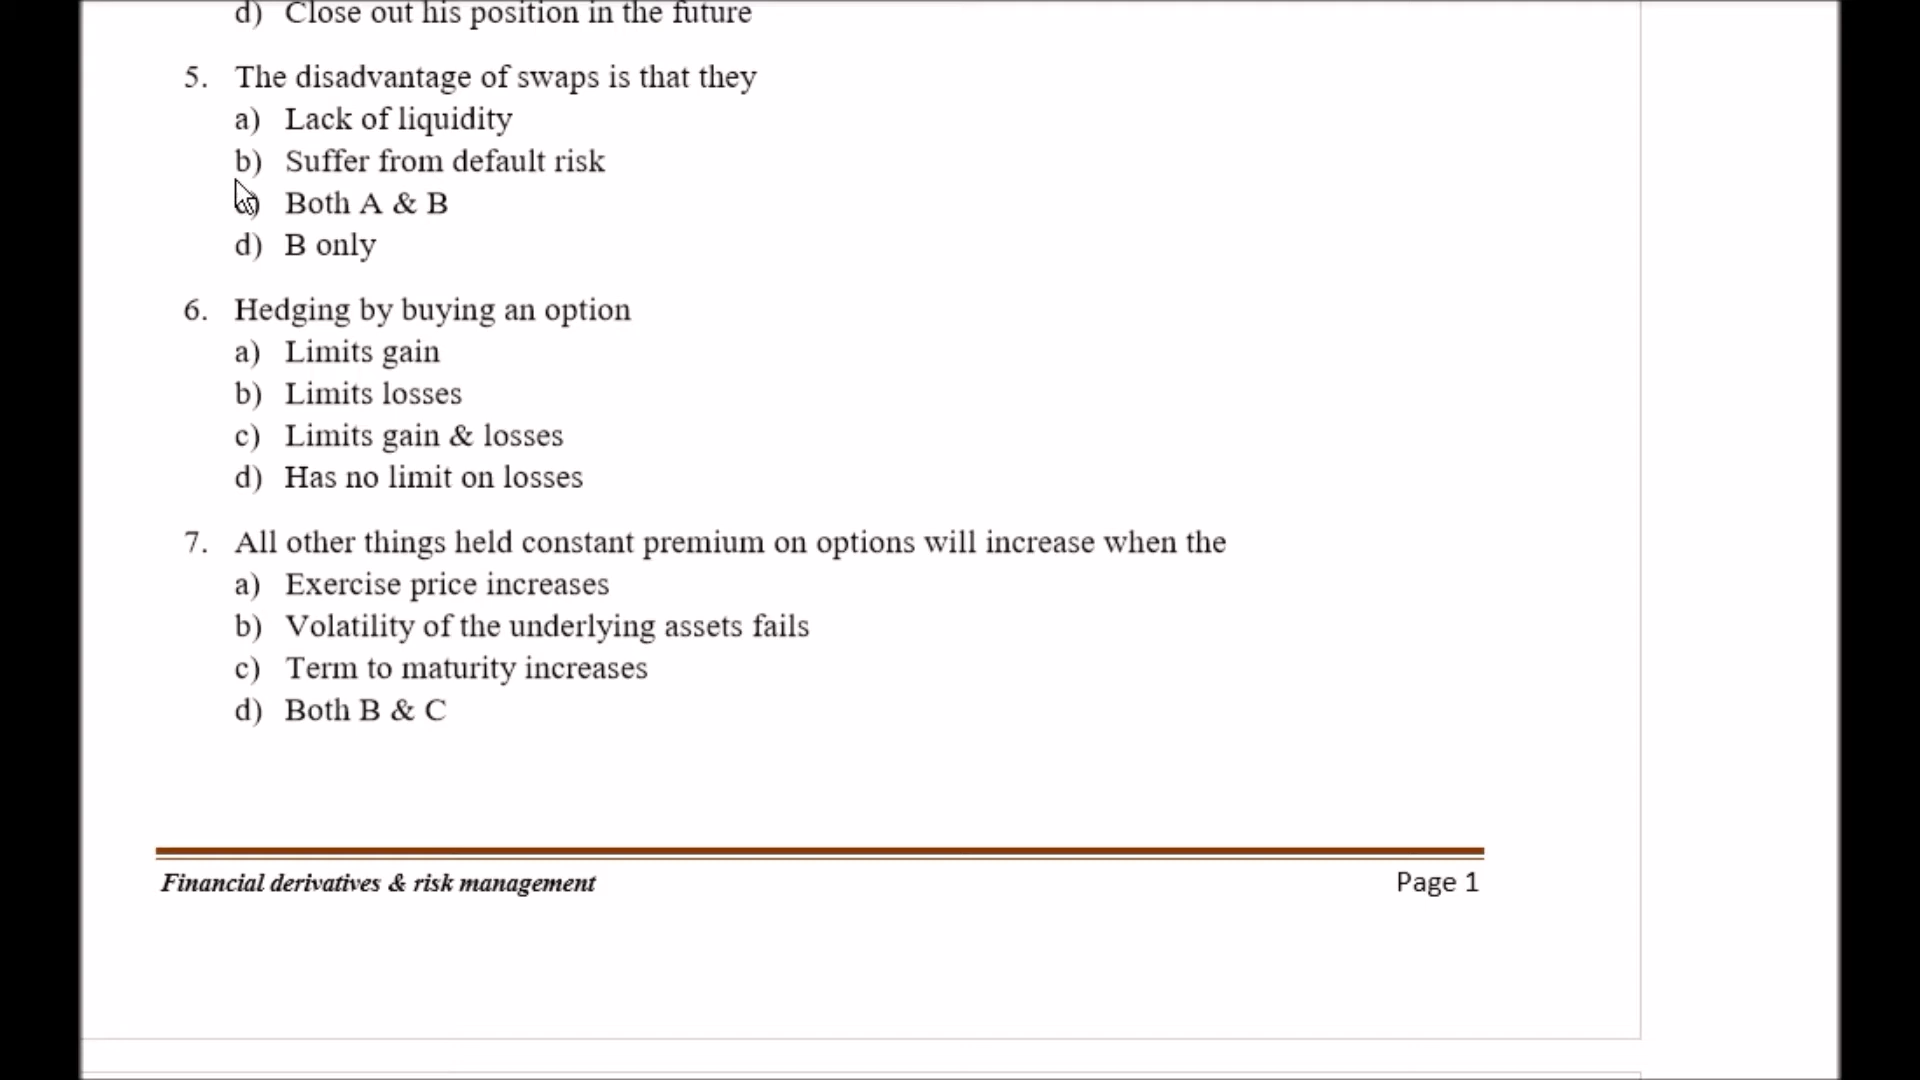 d) Close out his position in the future
5. The disadvantage of swaps is that they
a) Lack of liquidity
b) Suffer from default risk
c) Both A & B
d) B only
6. Hedging by buying an option
a) Limits gain
b) Limits losses
c) Limits gain & losses
d) Has no limit on losses
7. All other things held constant premium on options will increase when the
a) Exercise price increases
b) Volatility of the underlying assets fails
c) Term to maturity increases
d) Both B & C
Financial derivatives & risk management Page 1